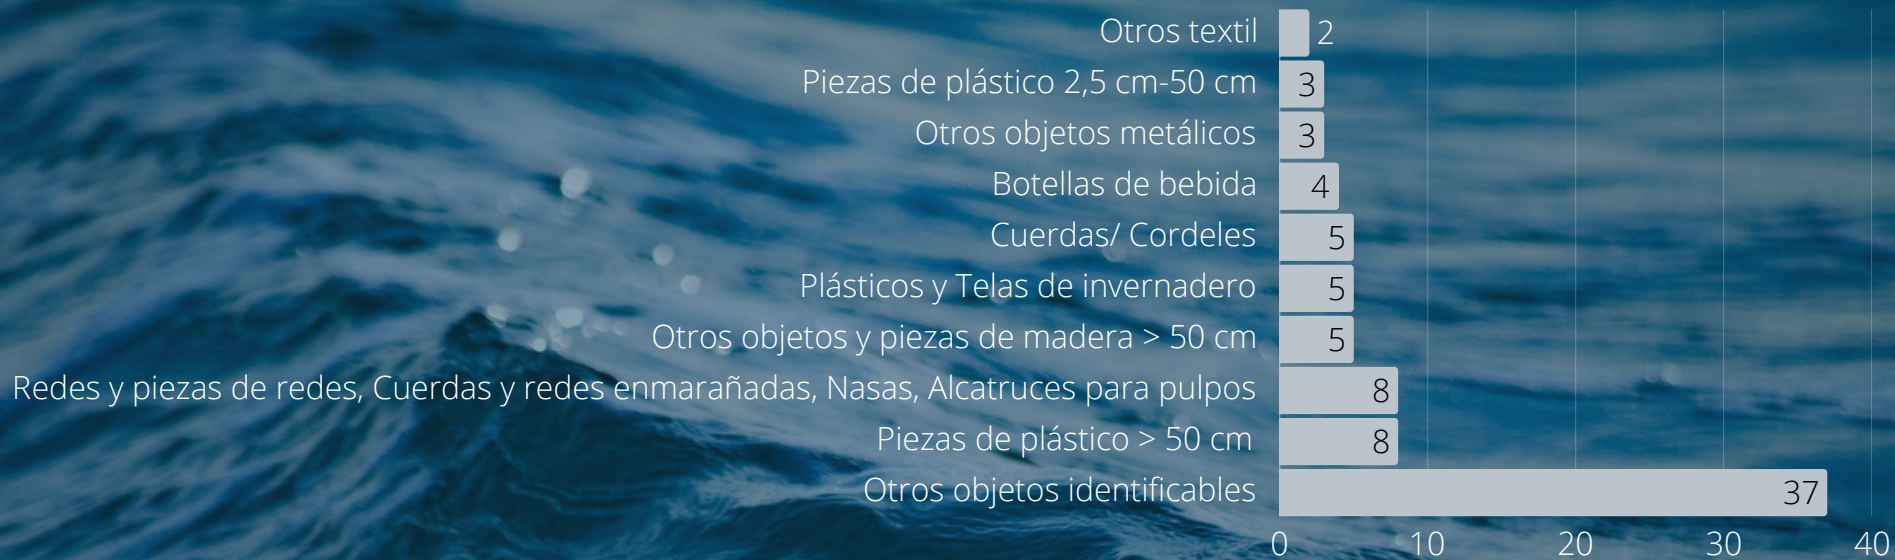 Otros textil 2
Piezas de plástico 2,5 cm-50 cm 3
Otros objetos metálicos 3
Botellas de bebida 4
Cuerdas/ Cordeles 5
Plásticos y Telas de invernadero 5
Otros objetos y piezas de madera > 50 cm 5
Redes y piezas de redes, Cuerdas y redes enmarañadas, Nasas, Alcatruces para pulpos 8
Piezas de plástico > 50 cm 8
Otros objetos identificables 37
0 10 20 30 40